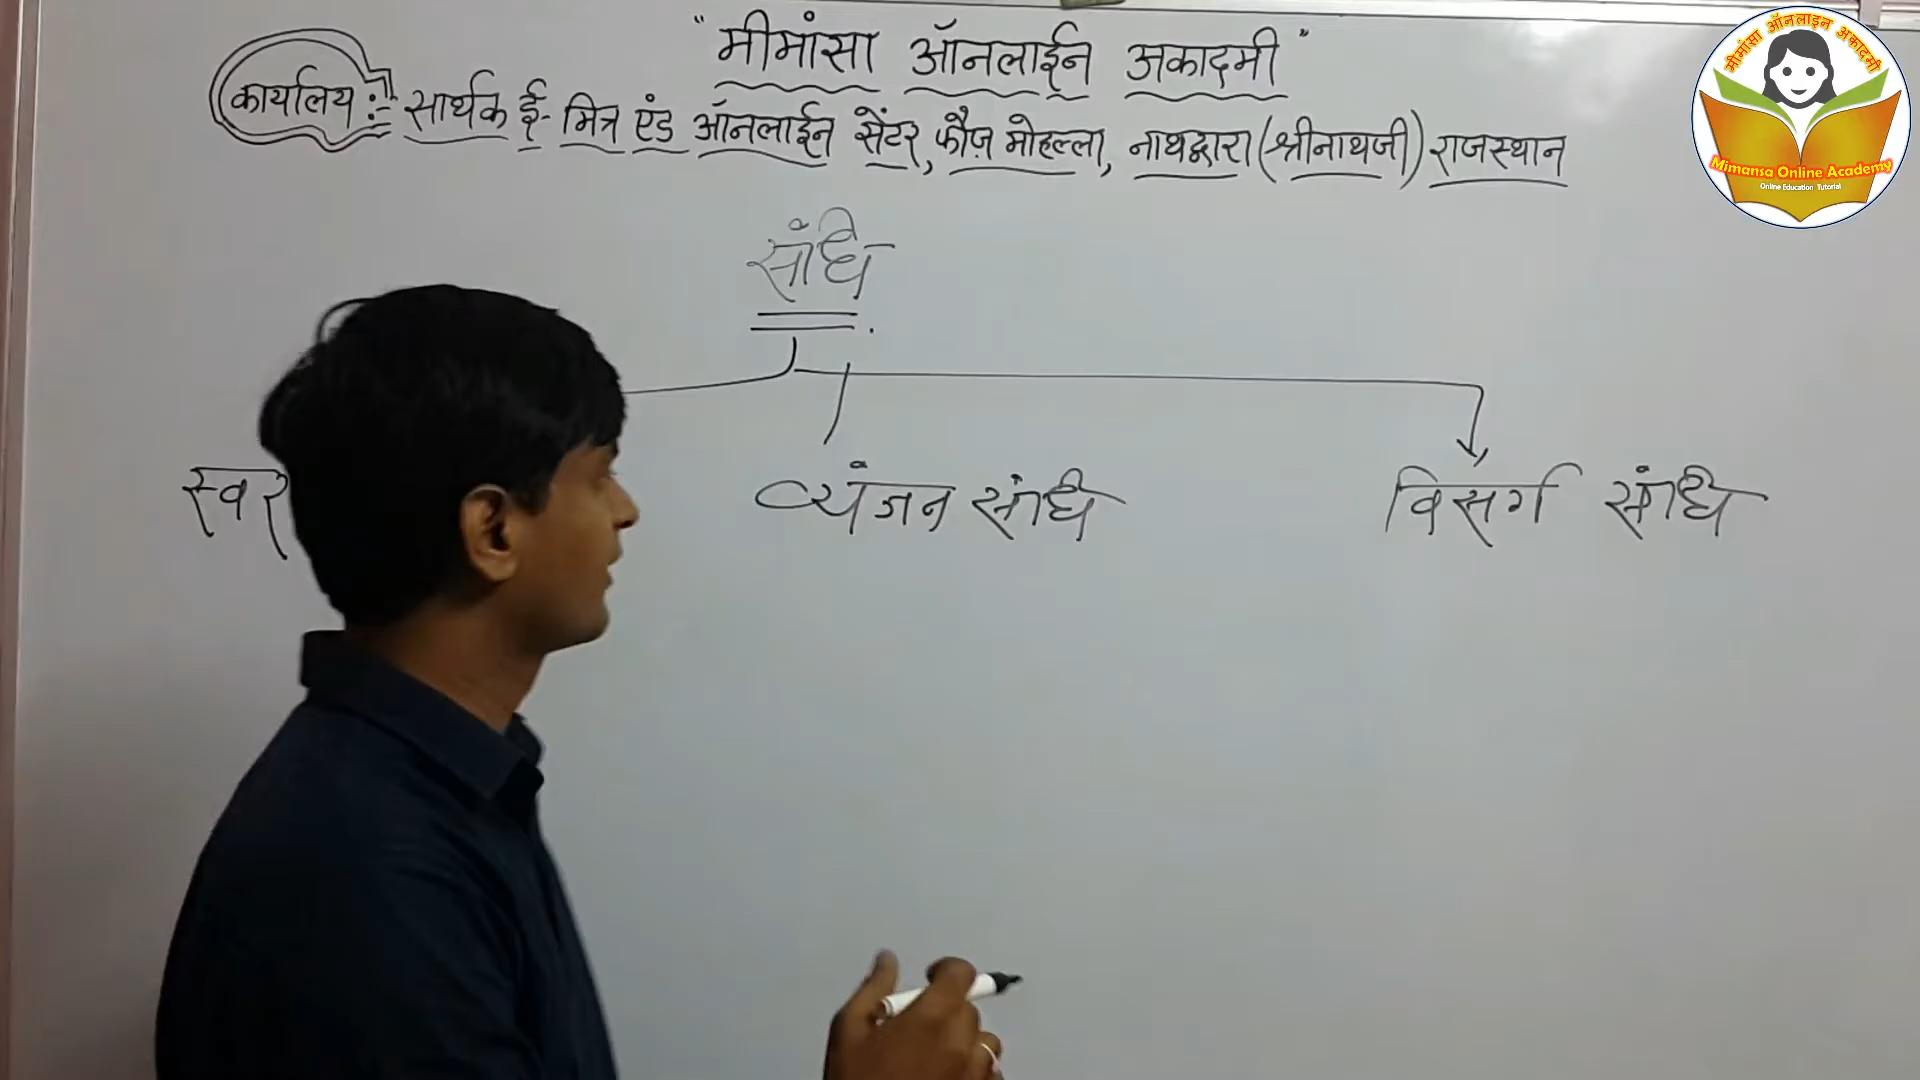 "मीमांसा ऑनलाईन अकादमी"
कार्यालय :- सार्थक ई-मित्र एंड ऑनलाईन सेंटर, फौज़ मोहल्ला, नाथद्वारा (श्रीनाथजी) राजस्थान
मीमांसा ऑनलाइन अकादमी
Mimansa Online Academy
Online Education Tutorial
संधि
स्वर
व्यंजन संधि
विसर्ग संधि